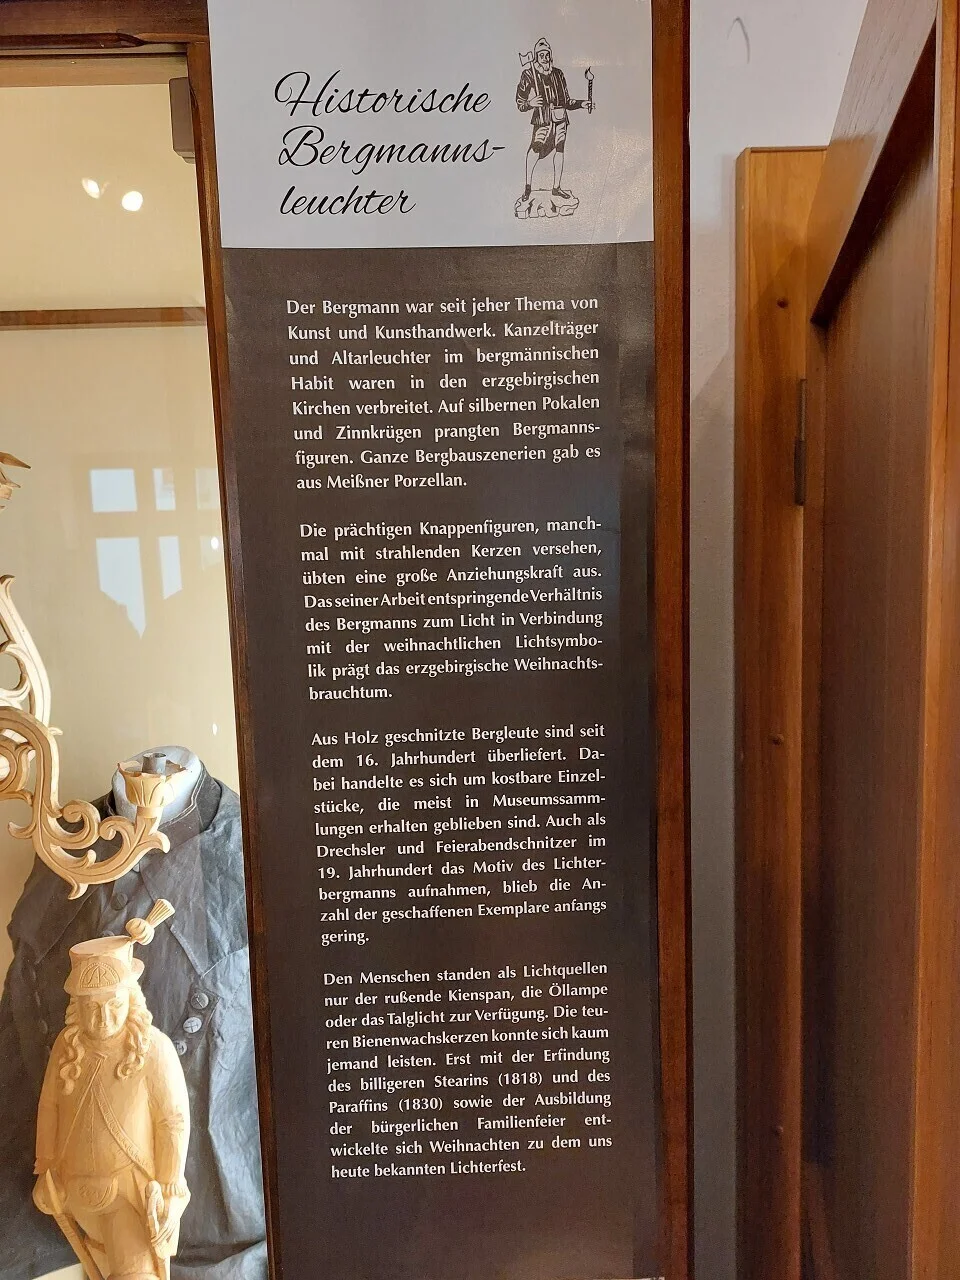 Historische
Bergmanns-
leuchter
Der Bergmann war seit jeher Thema von
Kunst und Kunsthandwerk. Kanzelträger
und Altarleuchter im bergmännischen
Habit waren in den erzgebirgischen
Kirchen verbreitet. Auf silbernen Pokalen
und Zinnkrügen prangten Bergmanns-
figuren. Ganze Bergbauszenerien gab es
aus Meißner Porzellan.
Die prächtigen Knappenfiguren, manch-
mal mit strahlenden Kerzen versehen,
übten eine große Anziehungskraft aus.
Das seiner Arbeit entspringende Verhältnis
des Bergmanns zum Licht in Verbindung
mit der weihnachtlichen Lichtsymbo-
lik prägt das erzgebirgische Weihnachts-
brauchtum.
Aus Holz geschnitzte Bergleute sind seit
dem 16. Jahrhundert überliefert. Da-
bei handelte es sich um kostbare Einzel-
stücke, die meist in Museumssamm-
lungen erhalten geblieben sind. Auch als
Drechsler und Feierabendschnitzer im
19. Jahrhundert das Motiv des Lichter-
bergmanns aufnahmen, blieb die An-
zahl der geschaffenen Exemplare anfangs
gering.
Den Menschen standen als Lichtquellen
nur der rußende Kienspan, die Öllampe
oder das Talglicht zur Verfügung. Die teu-
ren Bienenwachskerzen konnte sich kaum
jemand leisten. Erst mit der Erfindung
des billigeren Stearins (1818) und des
Paraffins (1830) sowie der Ausbildung
der bürgerlichen Familienfeier ent-
wickelte sich Weihnachten zu dem uns
heute bekannten Lichterfest.